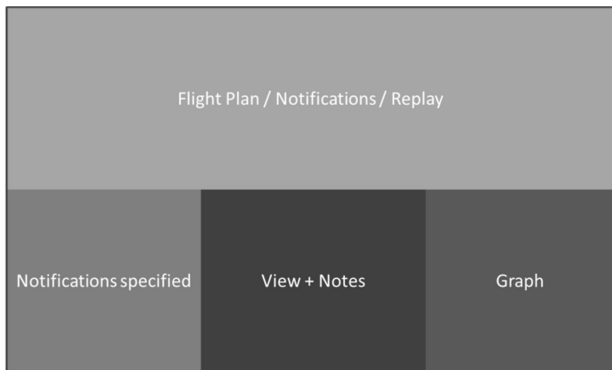 Flight Plan / Notifications / Replay
Notifications specified
View + Notes
Graph